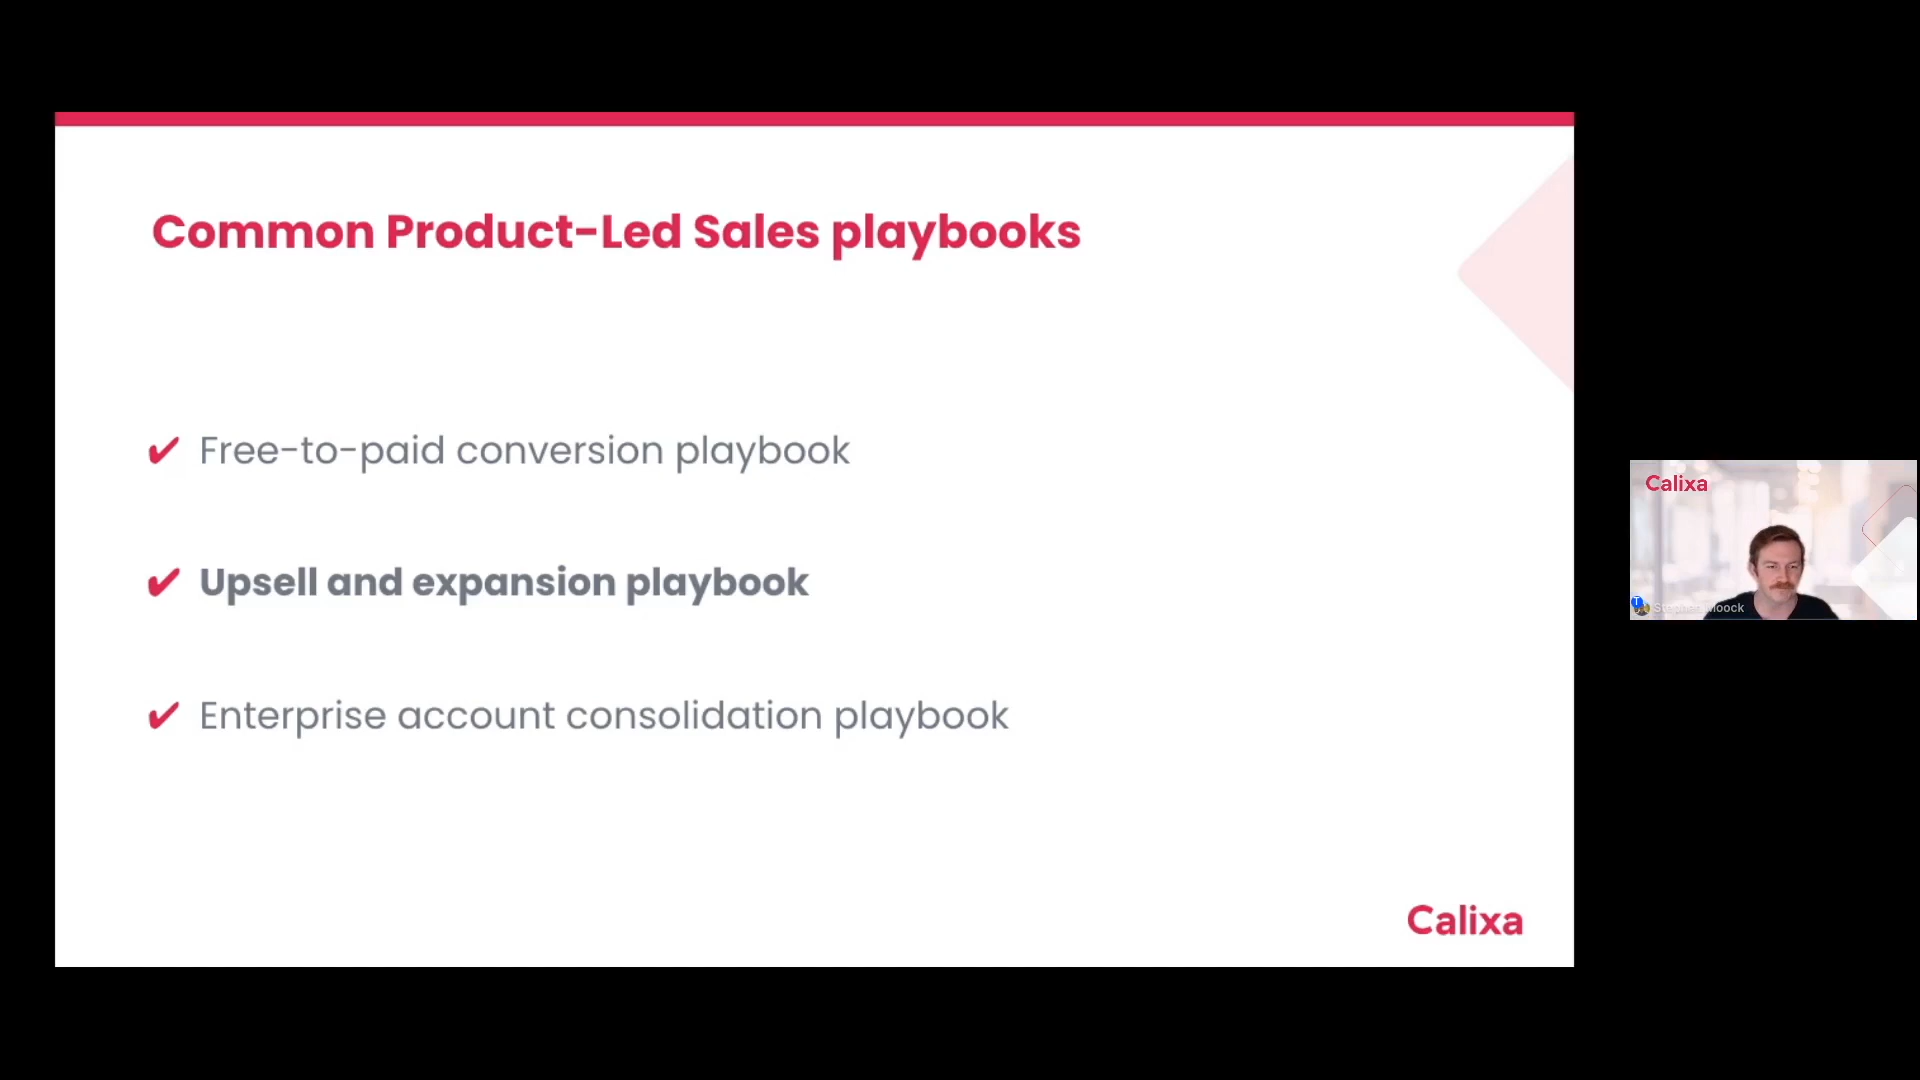 Common Product-Led Sales playbooks
✔ Free-to-paid conversion playbook
✔ Upsell and expansion playbook
✔ Enterprise account consolidation playbook
Calixa
Calixa
T
Moock